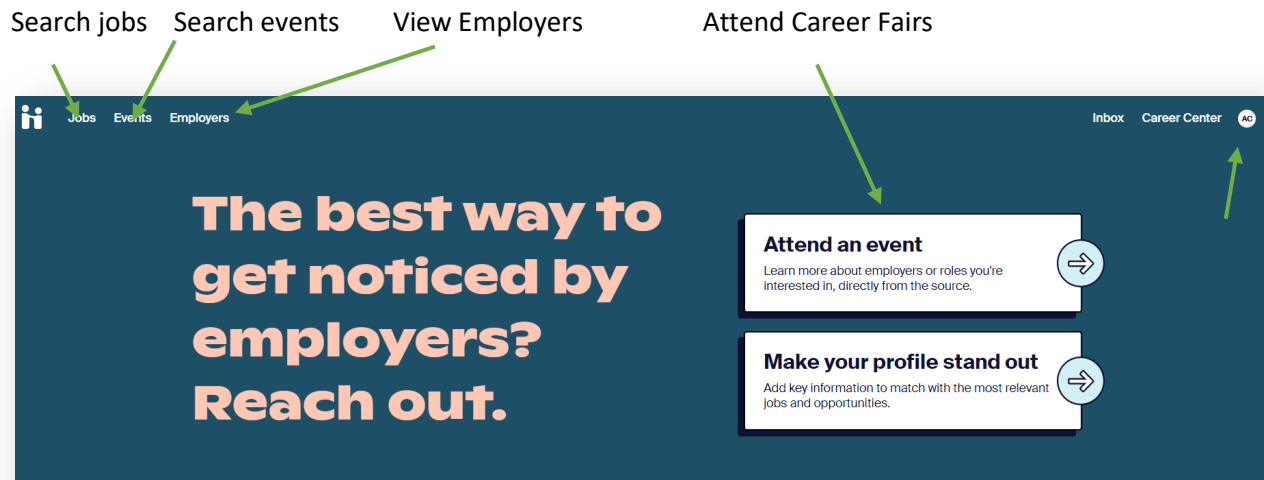 Search jobs Search events View Employers Attend Career Fairs
Jobs Events Employers Inbox Career Center AC
The best way to
get noticed by
employers?
Reach out.
Attend an event
Learn more about employers or roles you're
interested in, directly from the source.
Make your profile stand out
Add key information to match with the most relevant
jobs and opportunities.